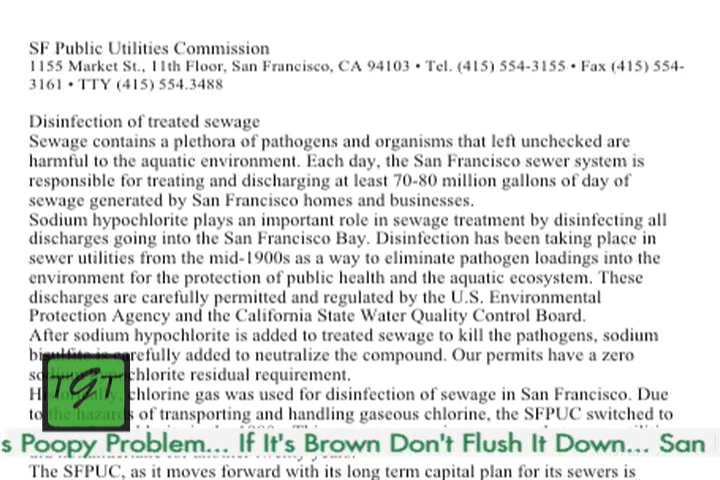 SF Public Utilities Commission
1155 Market St., 11th Floor, San Francisco, CA 94103 • Tel. (415) 554-3155 • Fax (415) 554-
3161 • TTY (415) 554.3488
Disinfection of treated sewage
Sewage contains a plethora of pathogens and organisms that left unchecked are
harmful to the aquatic environment. Each day, the San Francisco sewer system is
responsible for treating and discharging at least 70-80 million gallons of day of
sewage generated by San Francisco homes and businesses.
Sodium hypochlorite plays an important role in sewage treatment by disinfecting all
discharges going into the San Francisco Bay. Disinfection has been taking place in
sewer utilities from the mid-1900s as a way to eliminate pathogen loadings into the
environment for the protection of public health and the aquatic ecosystem. These
discharges are carefully permitted and regulated by the U.S. Environmental
Protection Agency and the California State Water Quality Control Board.
After sodium hypochlorite is added to treated sewage to kill the pathogens, sodium
bisulfite is carefully added to neutralize the compound. Our permits have a zero
chlorite residual requirement.
chlorine gas was used for disinfection of sewage in San Francisco. Due
to the hazards of transporting and handling gaseous chlorine, the SFPUC switched to
TGT
s Poopy Problem... If It's Brown Don't Flush It Down... San
The SFPUC, as it moves forward with its long term capital plan for its sewers is